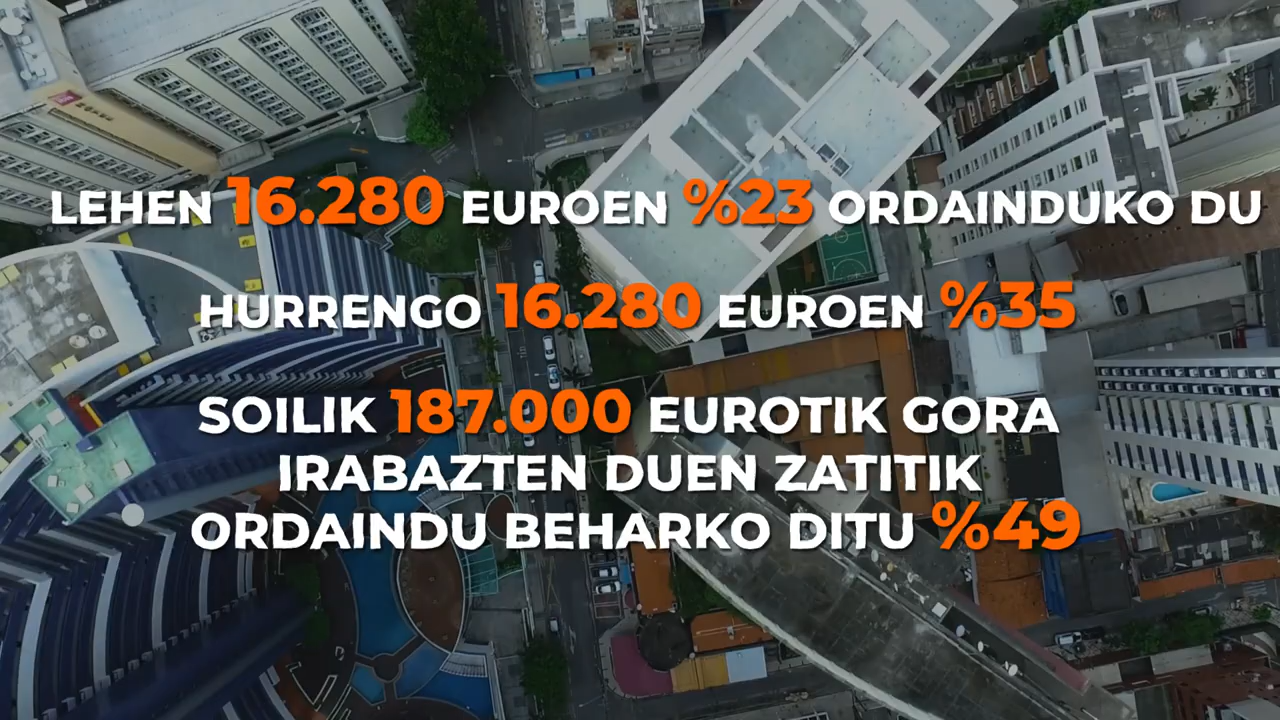 LEHEN 16.280 EUROEN %23 ORDAINDUKO DU
HURRENGO 16.280 EUROEN %35
SOILIK 187.000 EUROTIK GORA
IRABAZTEN DUEN ZATITIK
ORDAINDU BEHARKO DITU %49